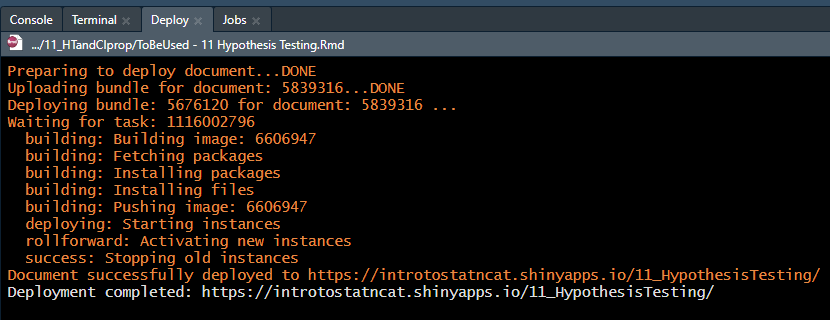 Console Terminal Deploy Jobs
.../11_HTandCIprop/ToBeUsed - 11 Hypothesis Testing.Rmd
Preparing to deploy document...DONE
Uploading bundle for document: 5839316...DONE
Deploying bundle: 5676120 for document: 5839316 ...
Waiting for task: 1116002796
  building: Building image: 6606947
  building: Fetching packages
  building: Installing packages
  building: Installing files
  building: Pushing image: 6606947
  deploying: Starting instances
  rollforward: Activating new instances
  success: Stopping old instances
Document successfully deployed to https://introtostatncat.shinyapps.io/11_HypothesisTesting/
Deployment completed: https://introtostatncat.shinyapps.io/11_HypothesisTesting/